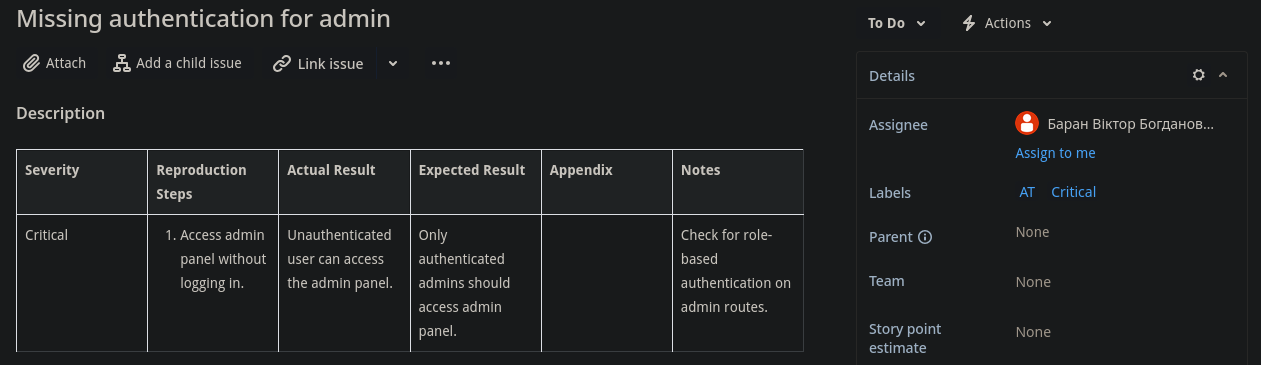 Missing authentication for admin
To Do
Actions
Attach
Add a child issue
Link issue
Description
Severity
Reproduction
Steps
Actual Result
Expected Result
Appendix
Notes
Critical
1. Access admin
panel without
logging in.
Unauthenticated
user can access
the admin panel.
Only
authenticated
admins should
access admin
panel.
Check for role-
based
authentication on
admin routes.
Details
Assignee
Баран Віктор Богданов...
Assign to me
Labels
AT Critical
Parent
None
Team
None
Story point
estimate
None